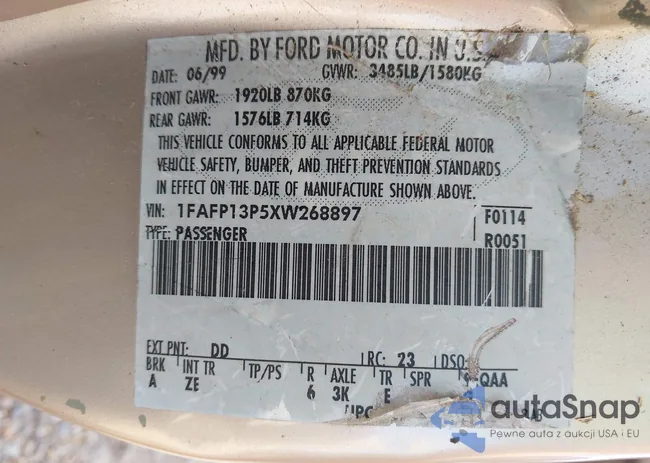 MFD. BY FORD MOTOR CO. IN U.S.
DATE: 06/99 GVWR: 3485LB/1580KG
FRONT GAWR: 1920LB 870KG
REAR GAWR: 1576LB 714KG
THIS VEHICLE CONFORMS TO ALL APPLICABLE FEDERAL MOTOR
VEHICLE SAFETY, BUMPER, AND THEFT PREVENTION STANDARDS
IN EFFECT ON THE DATE OF MANUFACTURE SHOWN ABOVE.
VIN: 1FAFP13P5XW268897 F0114
TYPE: PASSENGER R0051
EXT PNT: DD RC: 23 DSO:
BRK INT TR TP/PS R AXLE TR SPR QAA
A ZE 6 3K E
autoSnap
Pewne auta z aukcji USA i EU